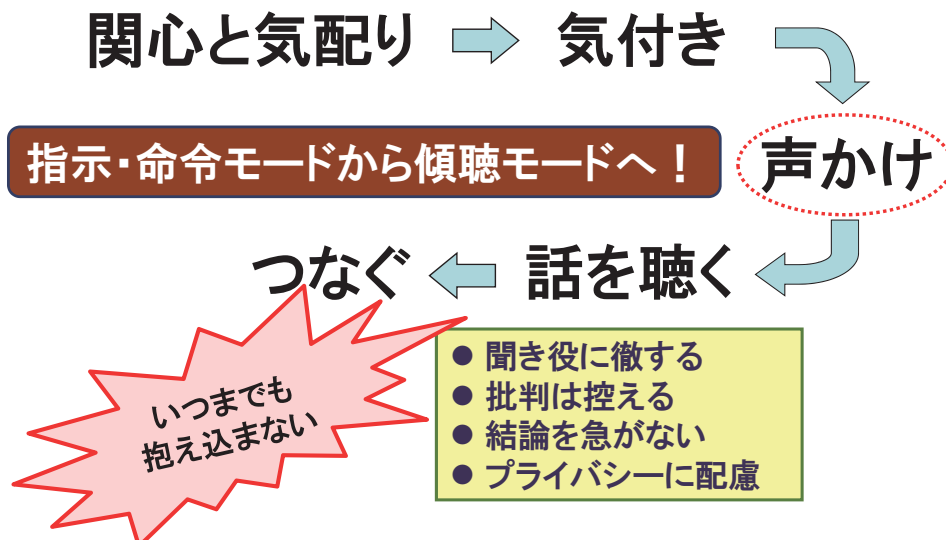 関心と気配り
気付き
指示・命令モードから傾聴モードへ！
声かけ
話を聴く
つなぐ
いつまでも
抱え込まない
● 聞き役に徹する
● 批判は控える
● 結論を急がない
● プライバシーに配慮